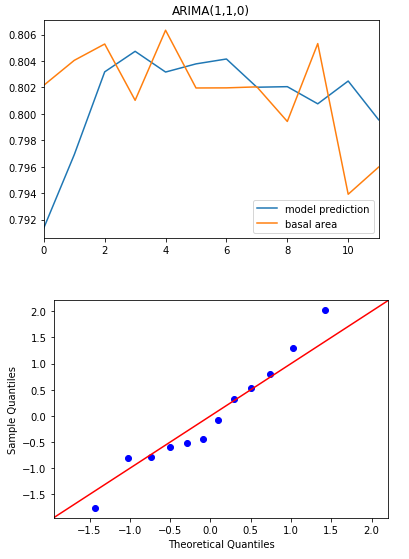 ARIMA(1,1,0)
0.806
0.804
0.802
0.800
0.798
0.796
0.794
0.792
model prediction
basal area
0 2 4 6 8 10
2.0
1.5
1.0
0.5
0.0
−0.5
−1.0
−1.5
Sample Quantiles
−1.5 −1.0 −0.5 0.0 0.5 1.0 1.5 2.0
Theoretical Quantiles